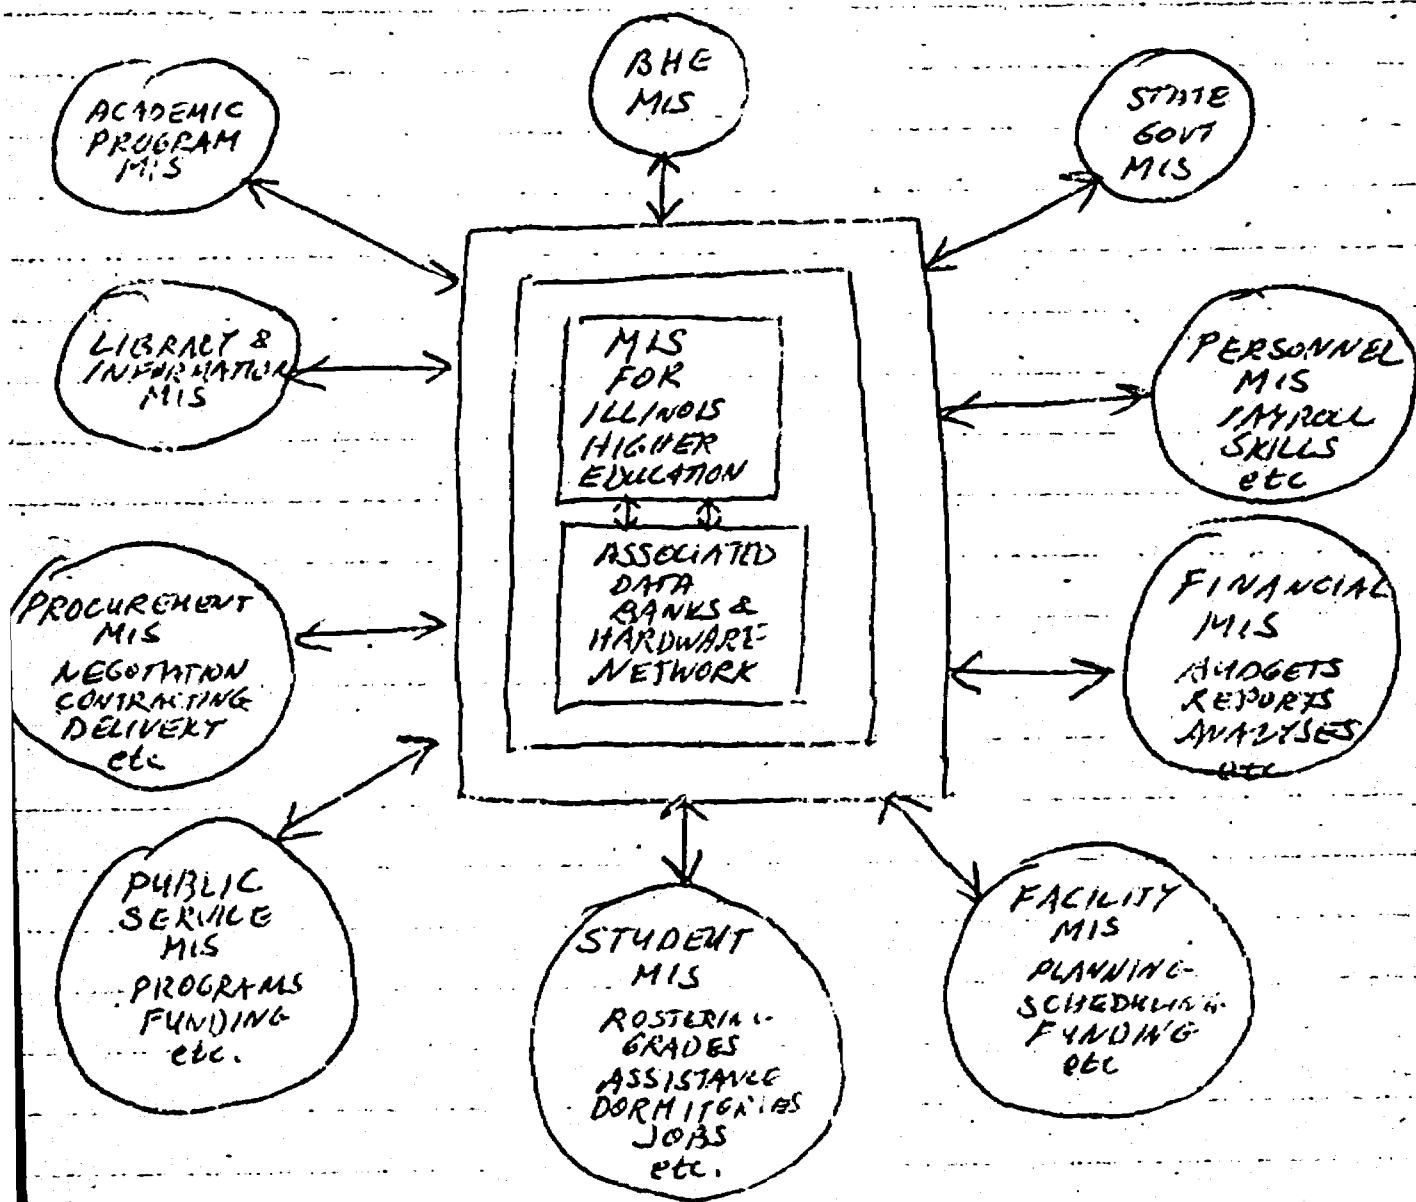 BHE
MIS
ACADEMIC
PROGRAM
MIS
STATE
GOVT
MIS
LIBRARY &
INFORMATION
MIS
MIS
FOR
ILLINOIS
HIGHER
EDUCATION
PERSONNEL
MIS
PAYROLL
SKILLS
etc
ASSOCIATED
DATA
BANKS &
HARDWARE
NETWORK
PROCUREMENT
MIS
NEGOTIATION
CONTRACTING
DELIVERY
etc
FINANCIAL
MIS
BUDGETS
REPORTS
ANALYSES
etc
PUBLIC
SERVICE
MIS
PROGRAMS
FUNDING
etc.
STUDENT
MIS
ROSTERING
GRADES
ASSISTANCE
DORMITORIES
JOBS
etc.
FACILITY
MIS
PLANNING
SCHEDULING
FUNDING
etc